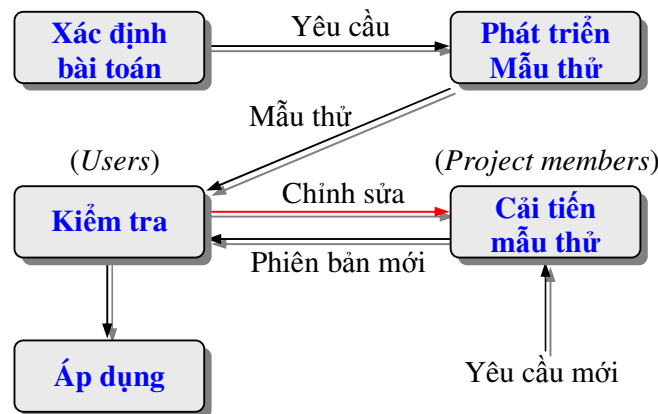 Xác định
bài toán
Yêu cầu
Phát triển
Mẫu thử
Mẫu thử
(Users)
(Project members)
Kiểm tra
Chỉnh sửa
Cải tiến
mẫu thử
Phiên bản mới
Áp dụng
Yêu cầu mới